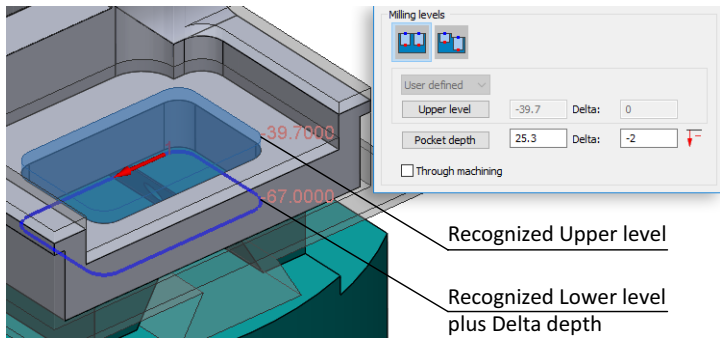 Milling levels
User defined
Upper level -39.7 Delta: 0
Pocket depth 25.3 Delta: -2
Through machining
-39.7000
-67.0000
Recognized Upper level
Recognized Lower level
plus Delta depth